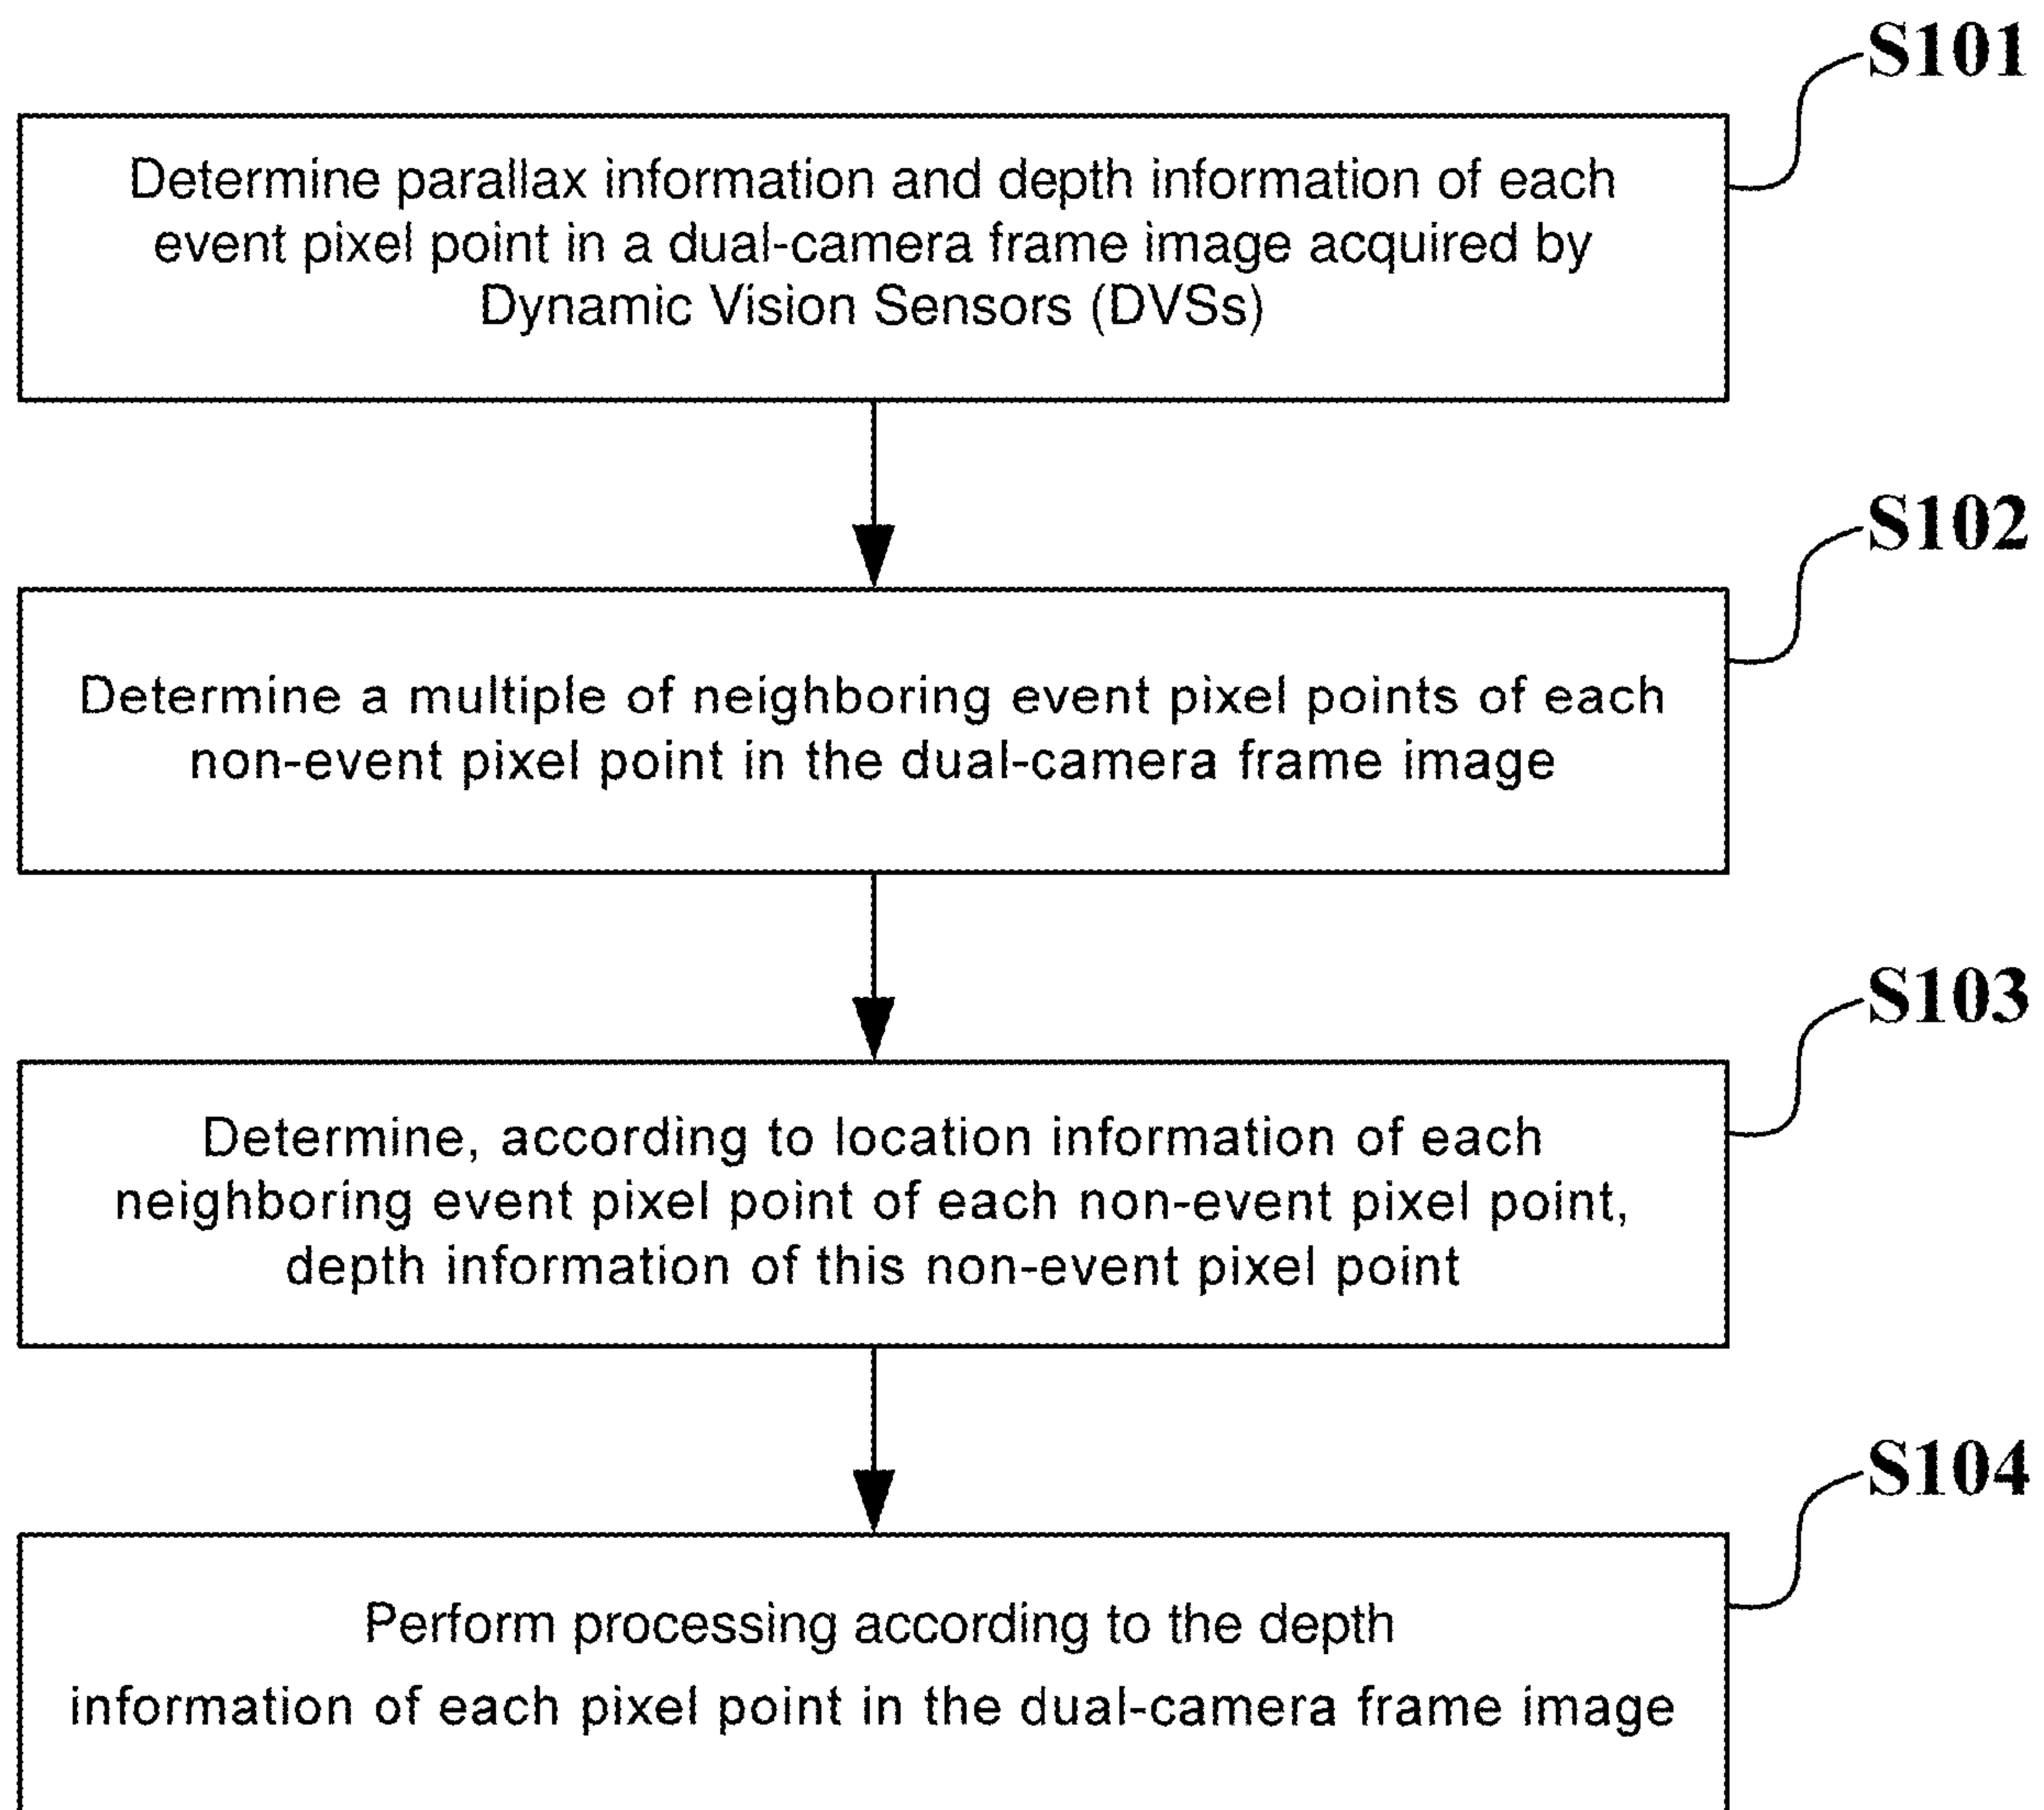 S101
Determine parallax information and depth information of each
event pixel point in a dual-camera frame image acquired by
Dynamic Vision Sensors (DVSs)
S102
Determine a multiple of neighboring event pixel points of each
non-event pixel point in the dual-camera frame image
S103
Determine, according to location information of each
neighboring event pixel point of each non-event pixel point,
depth information of this non-event pixel point
S104
Perform processing according to the depth
information of each pixel point in the dual-camera frame image